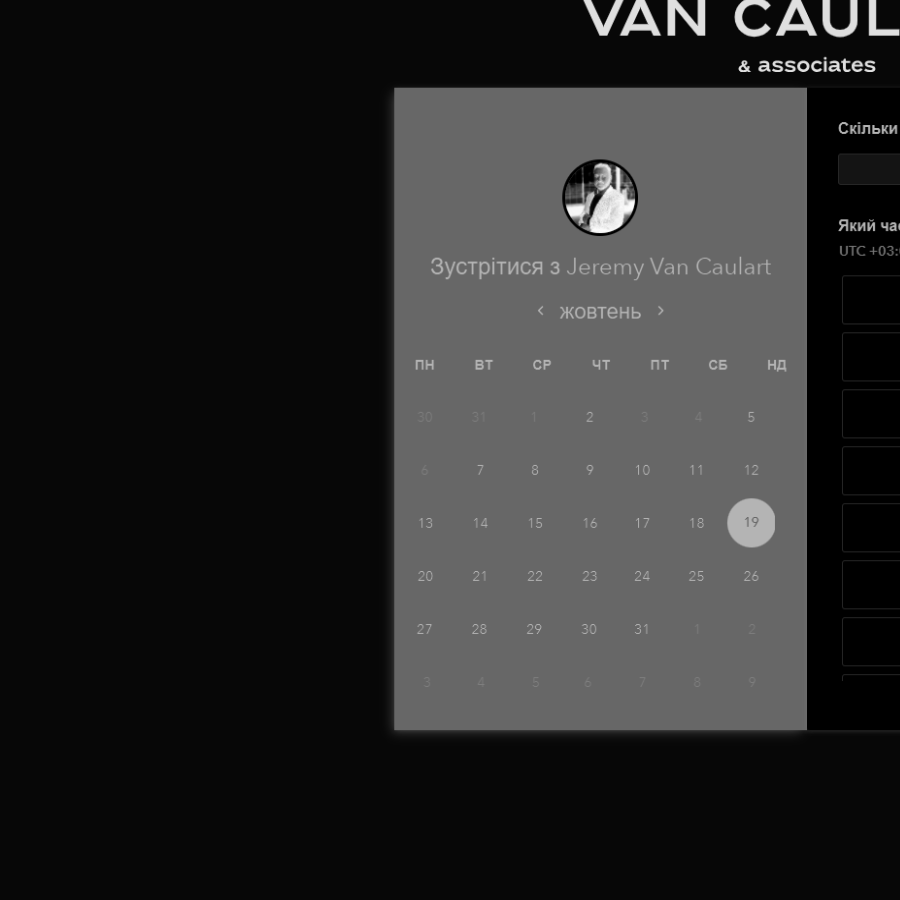 VAN CAUL
& associates
Зустрітися з Jeremy Van Caulart
жовтень
ПН ВТ СР ЧТ ПТ СБ НД
30 31 1 2 3 4 5
6 7 8 9 10 11 12
13 14 15 16 17 18 19
20 21 22 23 24 25 26
27 28 29 30 31 1 2
3 4 5 6 7 8 9
Скільки
Який час
UTC +03: